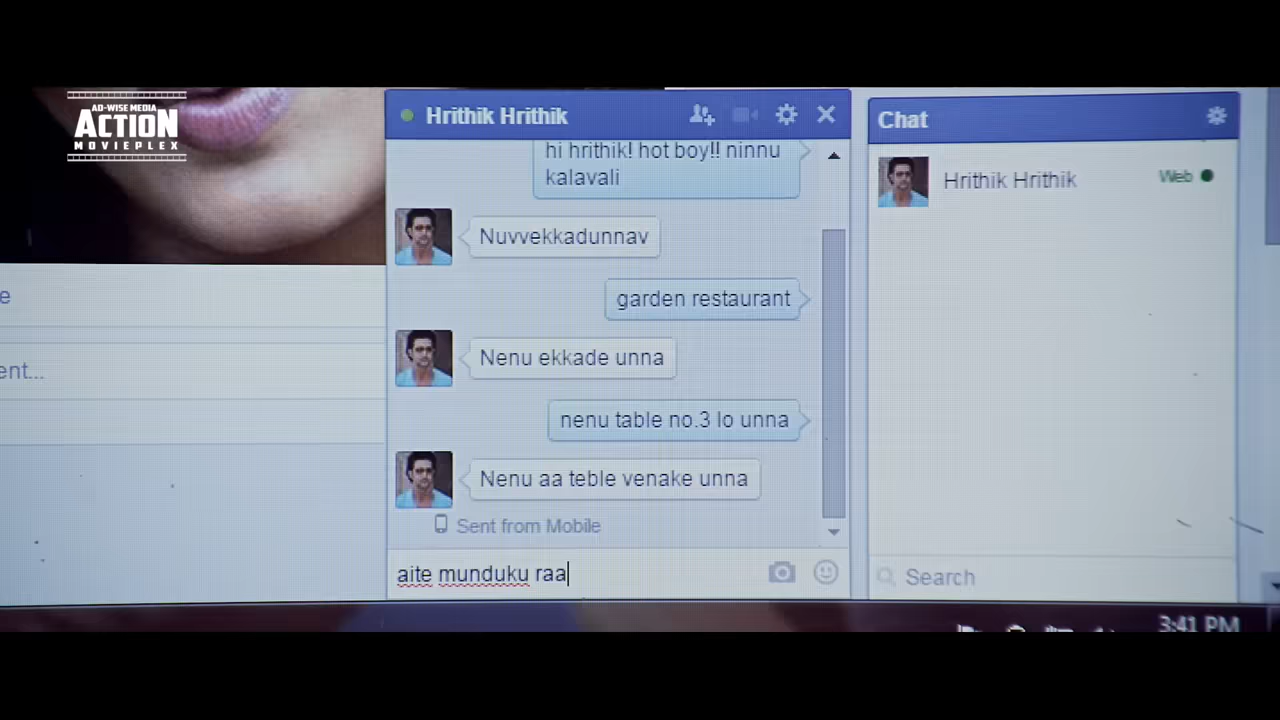 AD-WISE MEDIA
ACTION
MOVIEPLEX
Hrithik Hrithik
hi hrithik! hot boy!! ninnu
kalavali
Nuvvekkadunnav
garden restaurant
Nenu ekkade unna
nenu table no.3 lo unna
Nenu aa teble venake unna
Sent from Mobile
aite munduku raa
e
ent...
Chat
Hrithik Hrithik
Web
Search
3:41 PM